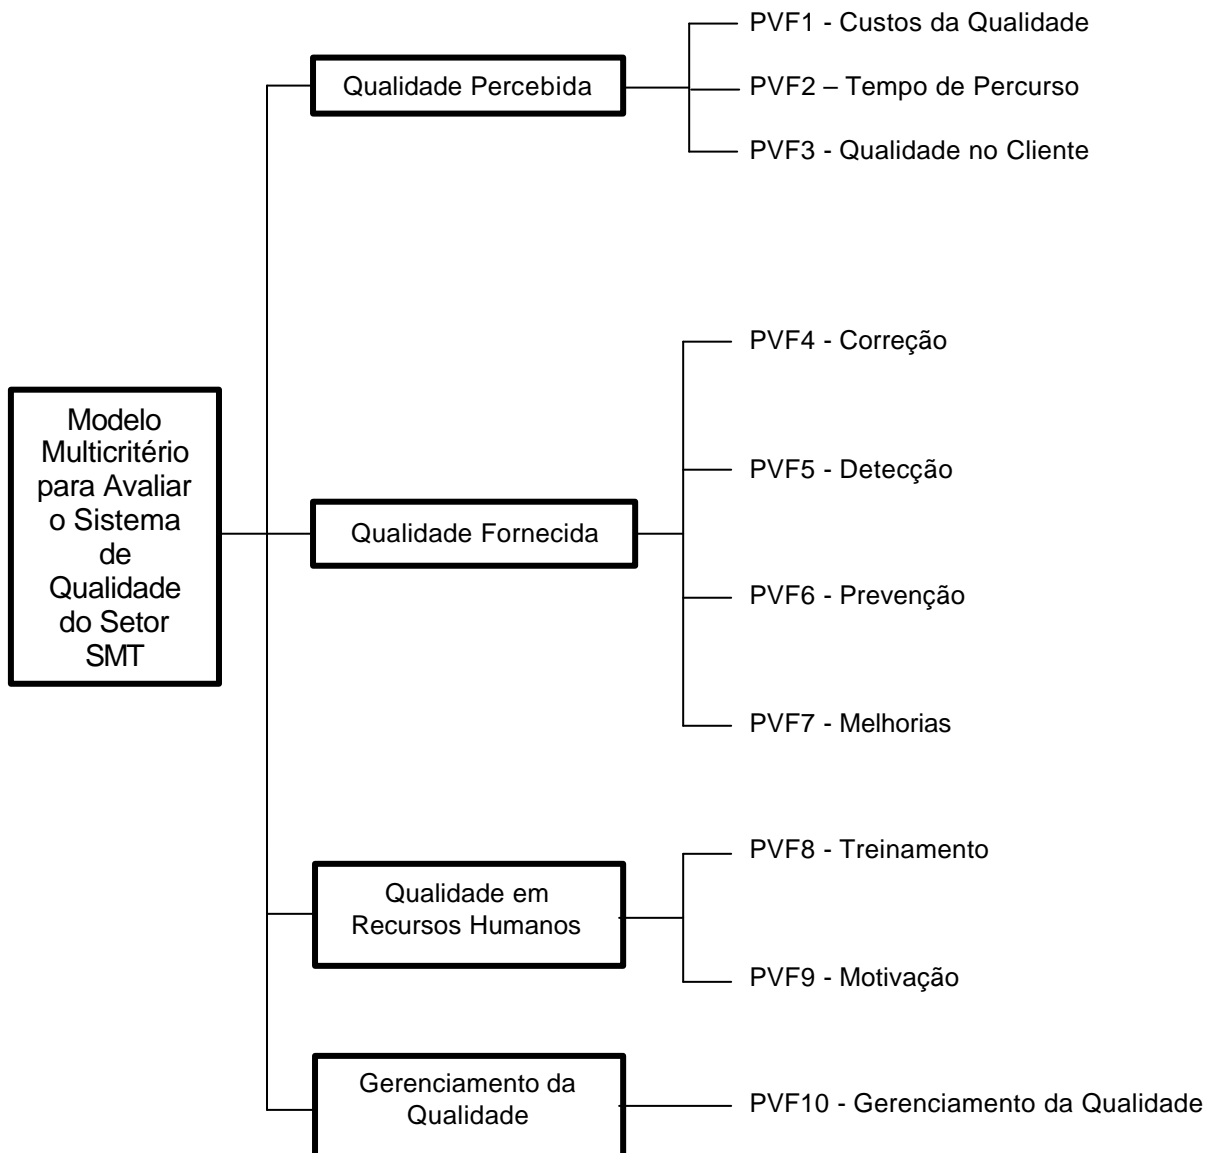 Modelo
Multicritério
para Avaliar
o Sistema
de
Qualidade
do Setor
SMT
Qualidade Percebida
PVF1 - Custos da Qualidade
PVF2 – Tempo de Percurso
PVF3 - Qualidade no Cliente
Qualidade Fornecida
PVF4 - Correção
PVF5 - Detecção
PVF6 - Prevenção
PVF7 - Melhorias
Qualidade em
Recursos Humanos
PVF8 - Treinamento
PVF9 - Motivação
Gerenciamento da
Qualidade
PVF10 - Gerenciamento da Qualidade